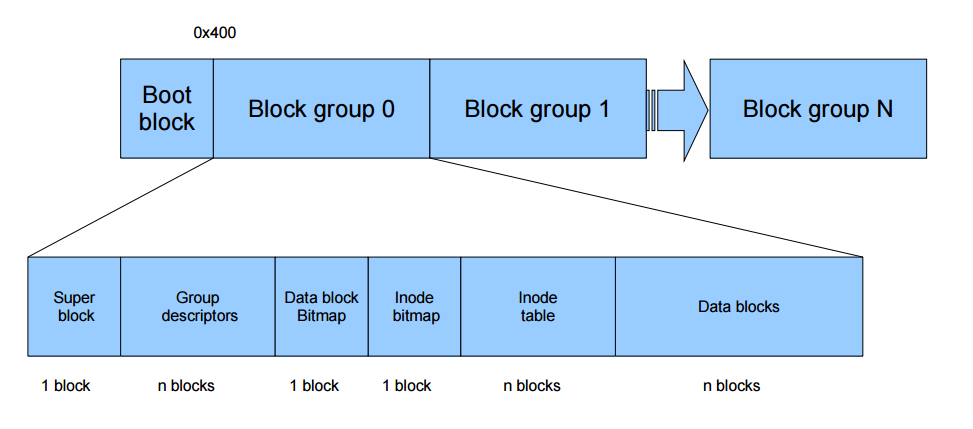 0x400
Boot
block
Block group 0
Block group 1
Block group N
Super
block
Group
descriptors
Data block
Bitmap
Inode
bitmap
Inode
table
Data blocks
1 block
n blocks
1 block
1 block
n blocks
n blocks